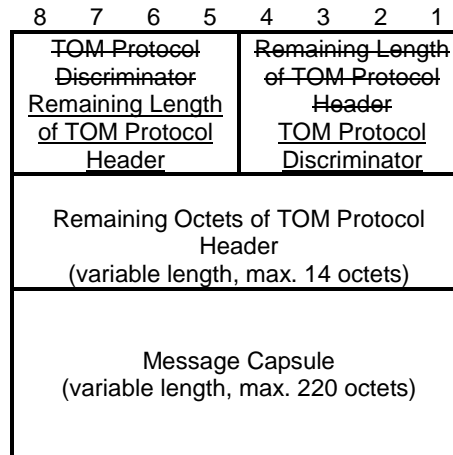 8 7 6 5 4 3 2 1
TOM Protocol
Discriminator
Remaining Length
of TOM Protocol
Header
Remaining Length
of TOM Protocol
Header
TOM Protocol
Discriminator
Remaining Octets of TOM Protocol
Header
(variable length, max. 14 octets)
Message Capsule
(variable length, max. 220 octets)